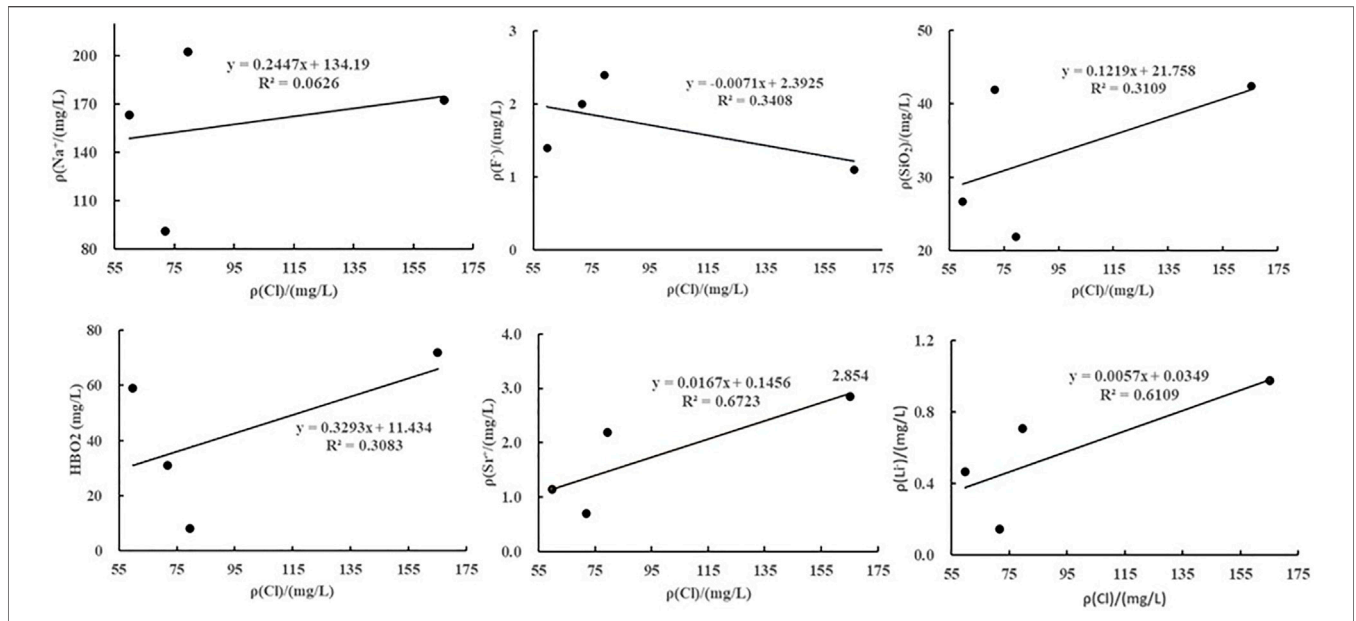 200
170
140
110
80
ρ(Na⁺/(mg/L)
y = 0.2447x + 134.19
R² = 0.0626
55 75 95 115 135 155 175
ρ(Cl)/(mg/L)
3
2
1
0
ρ(F⁻)/(mg/L)
y = -0.0071x + 2.3925
R² = 0.3408
55 75 95 115 135 155 175
ρ(Cl)/(mg/L)
50
40
30
20
ρ(SiO₂)/(mg/L)
y = 0.1219x + 21.758
R² = 0.3109
55 75 95 115 135 155 175
ρ(Cl)/(mg/L)
80
60
40
20
0
HBO2 (mg/L)
y = 0.3293x + 11.434
R² = 0.3083
55 75 95 115 135 155 175
ρ(Cl)/(mg/L)
4.0
3.0
2.0
1.0
0.0
y = 0.0167x + 0.1456
R² = 0.6723
2.854
55 75 95 115 135 155 175
ρ(Cl)/(mg/L)
1.2
0.8
0.4
0.0
y = 0.0057x + 0.0349
R² = 0.6109
55 75 95 115 135 155 175
ρ(Cl)/(mg/L)